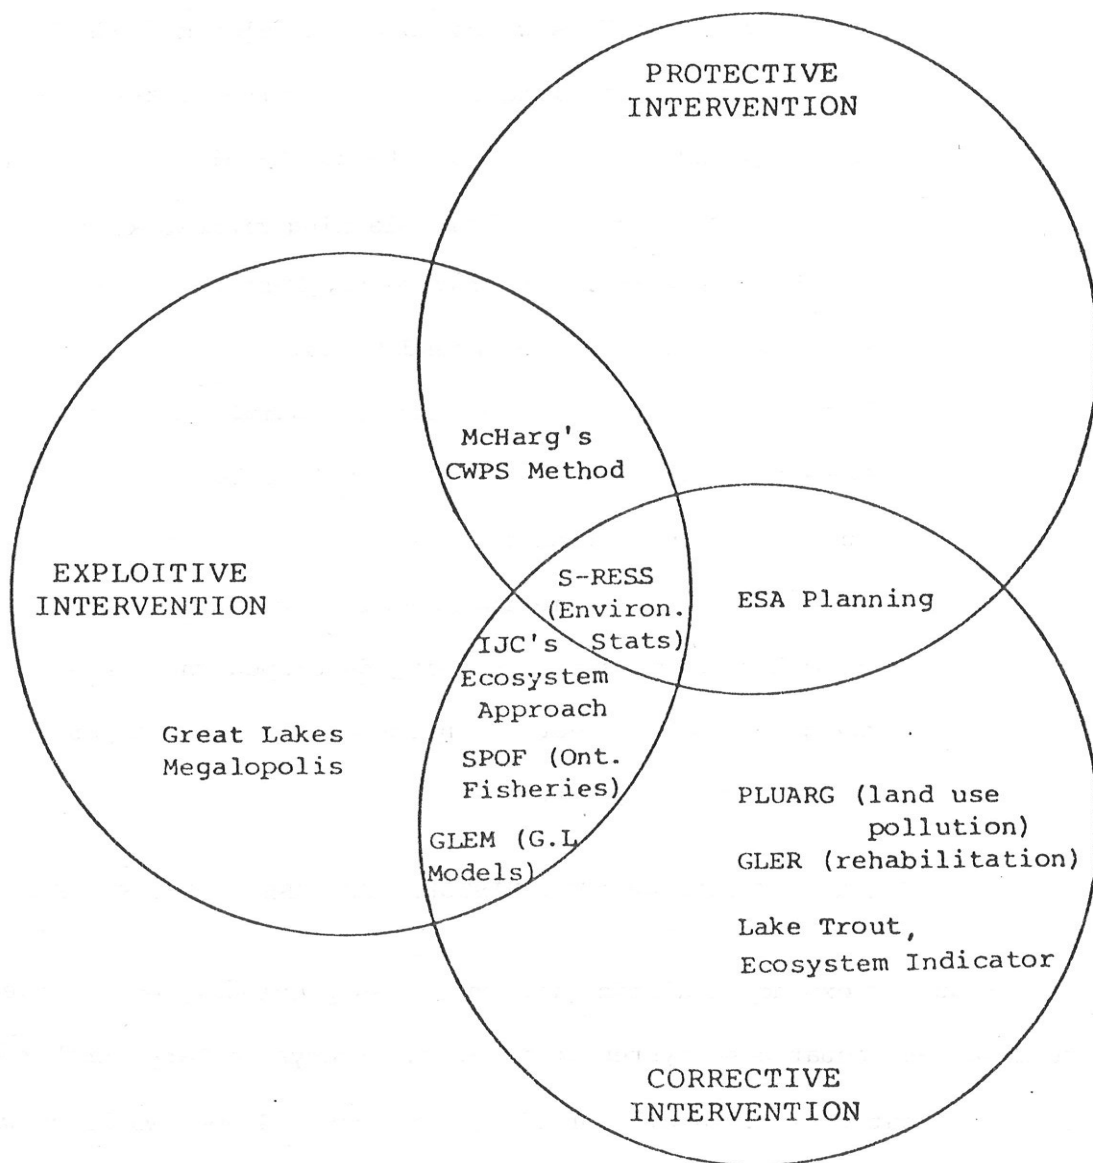 PROTECTIVE
INTERVENTION
McHarg's
CWPS Method
EXPLOITIVE
INTERVENTION
S-RESS
(Environ.
Stats)
ESA Planning
IJC's
Ecosystem
Approach
Great Lakes
Megalopolis
SPOF (Ont.
Fisheries)
GLEM (G.L
Models)
PLUARG (land use
pollution)
GLER (rehabilitation)
Lake Trout,
Ecosystem Indicator
CORRECTIVE
INTERVENTION